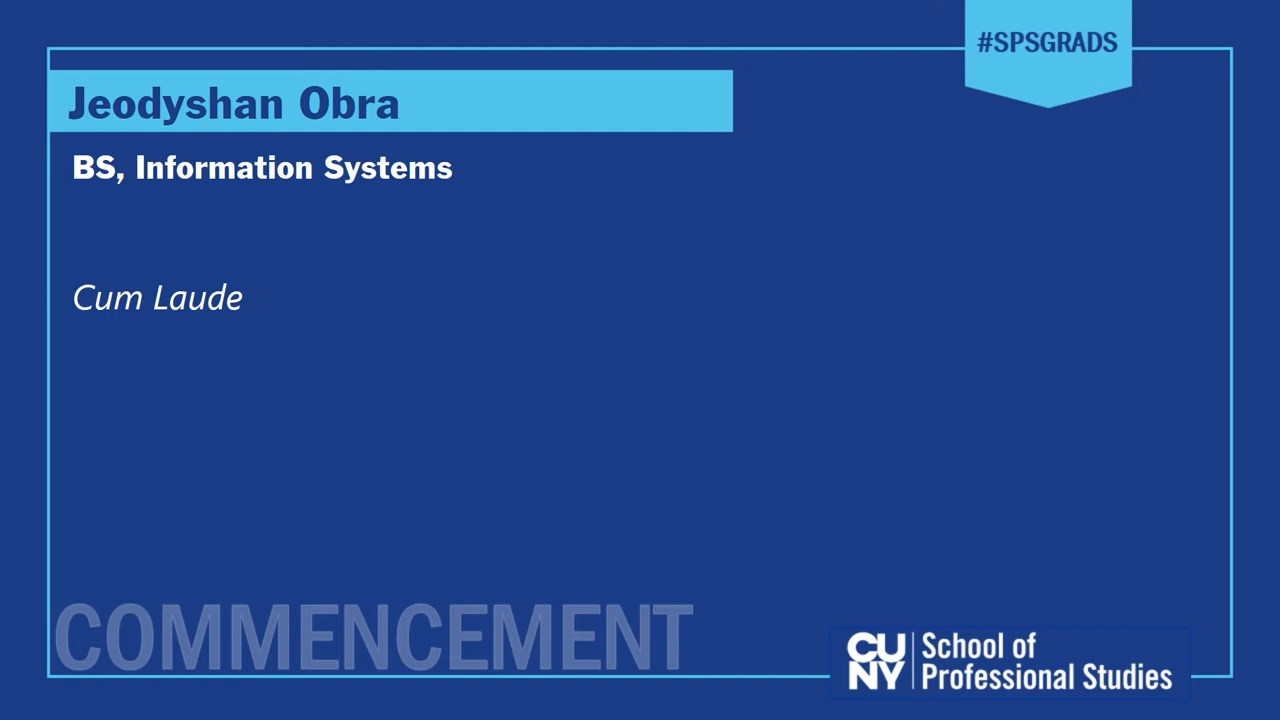 #SPSGRADS
Jeodyshan Obra
BS, Information Systems
Cum Laude
COMMENCEMENT
CU
NY
School of
Professional Studies